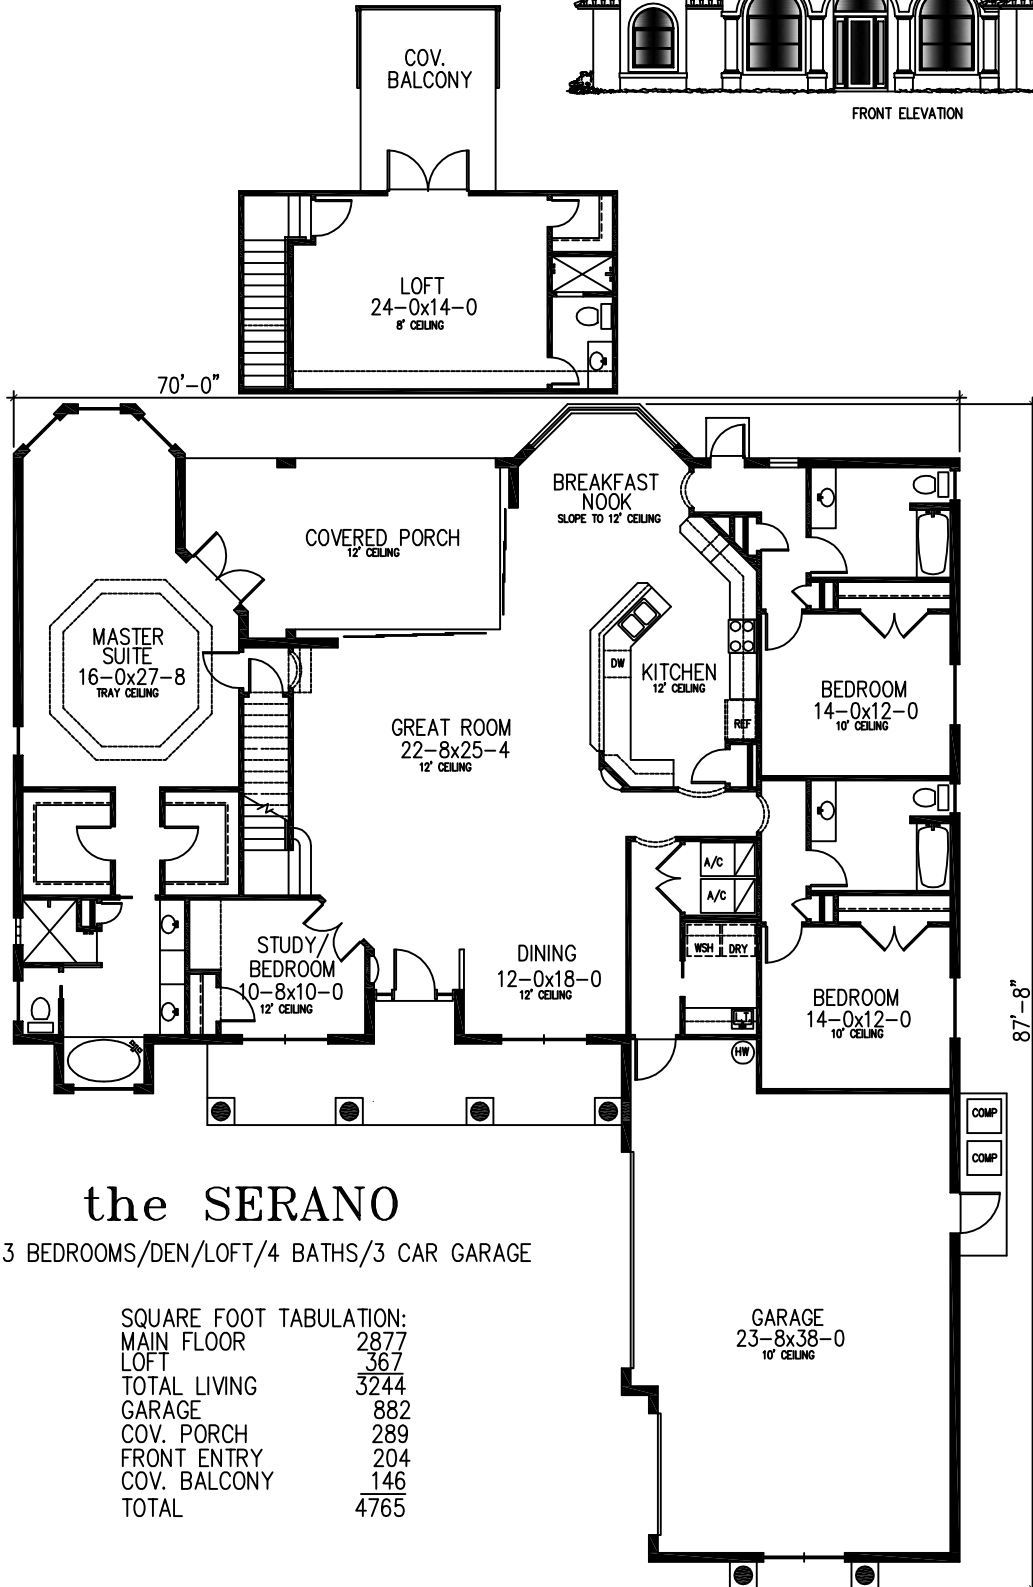 FRONT ELEVATION
COV.
BALCONY
LOFT
24-0x14-0
8' CEILING
70'-0"
BREAKFAST
NOOK
SLOPE TO 12' CEILING
COVERED PORCH
12' CEILING
MASTER
SUITE
16-0x27-8
TRAY CEILING
DW
KITCHEN
12' CEILING
REF
BEDROOM
14-0x12-0
10' CEILING
GREAT ROOM
22-8x25-4
12' CEILING
A/C
A/C
WSH
DRY
LT
HW
STUDY/
BEDROOM
10-8x10-0
12' CEILING
DINING
12-0x18-0
12' CEILING
BEDROOM
14-0x12-0
10' CEILING
87'-8"
COMP
COMP
the SERANO
3 BEDROOMS/DEN/LOFT/4 BATHS/3 CAR GARAGE
SQUARE FOOT TABULATION:
MAIN FLOOR 2877
LOFT 367
TOTAL LIVING 3244
GARAGE 882
COV. PORCH 289
FRONT ENTRY 204
COV. BALCONY 146
TOTAL 4765
GARAGE
23-8x38-0
10' CEILING